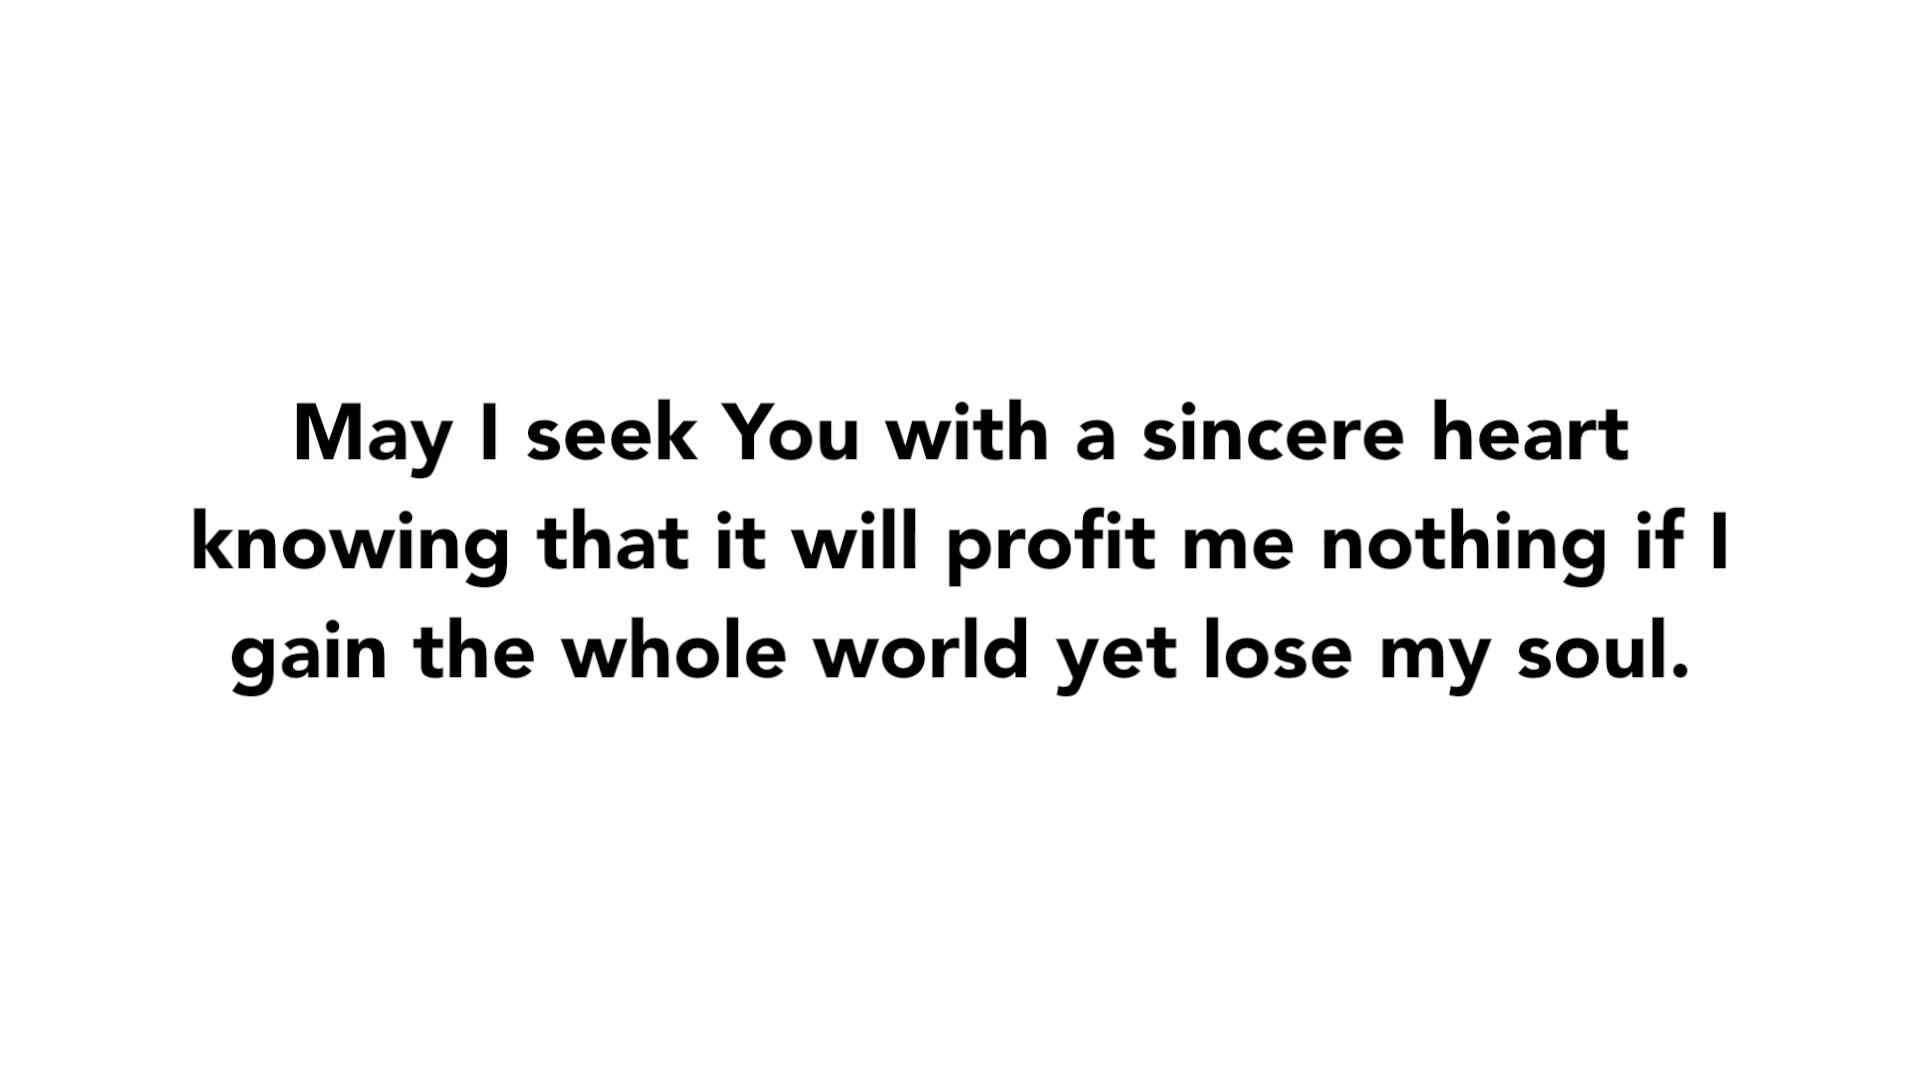 May I seek You with a sincere heart
knowing that it will profit me nothing if I
gain the whole world yet lose my soul.